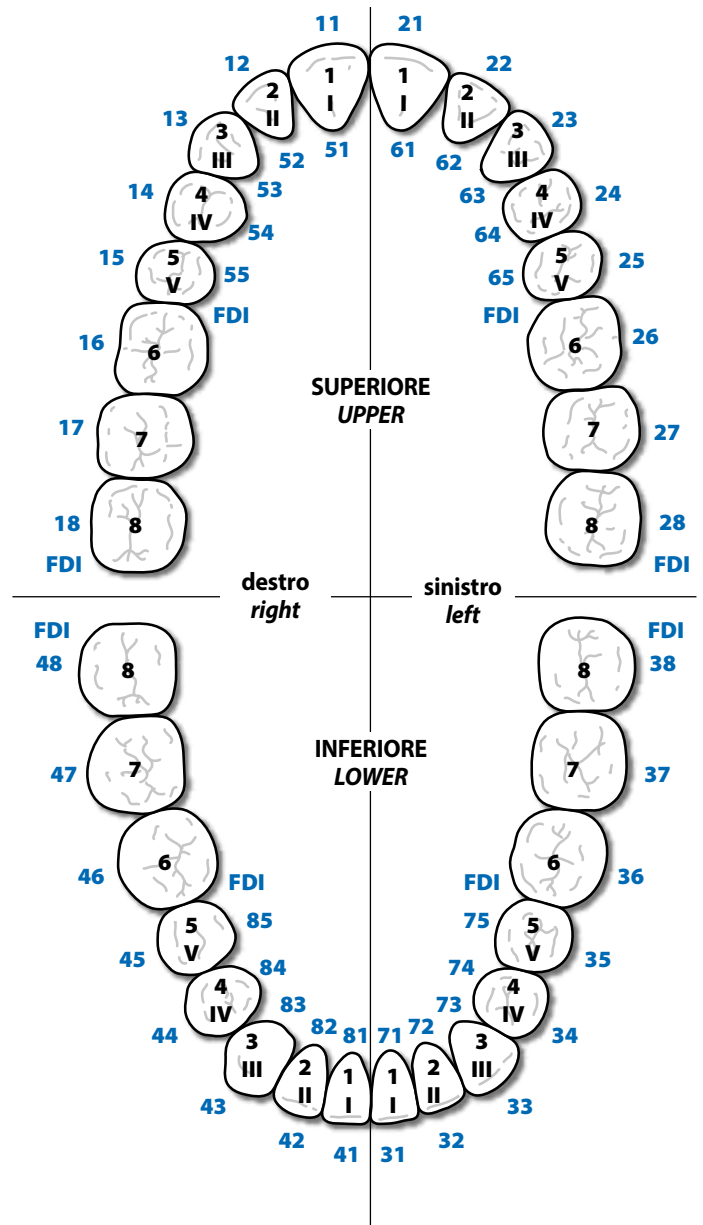 11 21
12 22
1 1
2 2
I I
13 II II 23
3 3
51 61
52 62
III III
14 53 63 24
4 4
IV IV
54 64
15 5 5 25
55 65
V V
FDI FDI
16 6 6 26
SUPERIORE
UPPER
17 7 7 27
18 8 8 28
FDI FDI
destro sinistro
right left
FDI FDI
48 8 8 38
INFERIORE
LOWER
47 7 7 37
46 6 6 36
FDI FDI
85 75
5 5
45 V V 35
84 74
4 4
83 73
IV IV
44 34
82 81 71 72
3 3
2 1 1 2
III III
II I I II
43 33
42 32
41 31